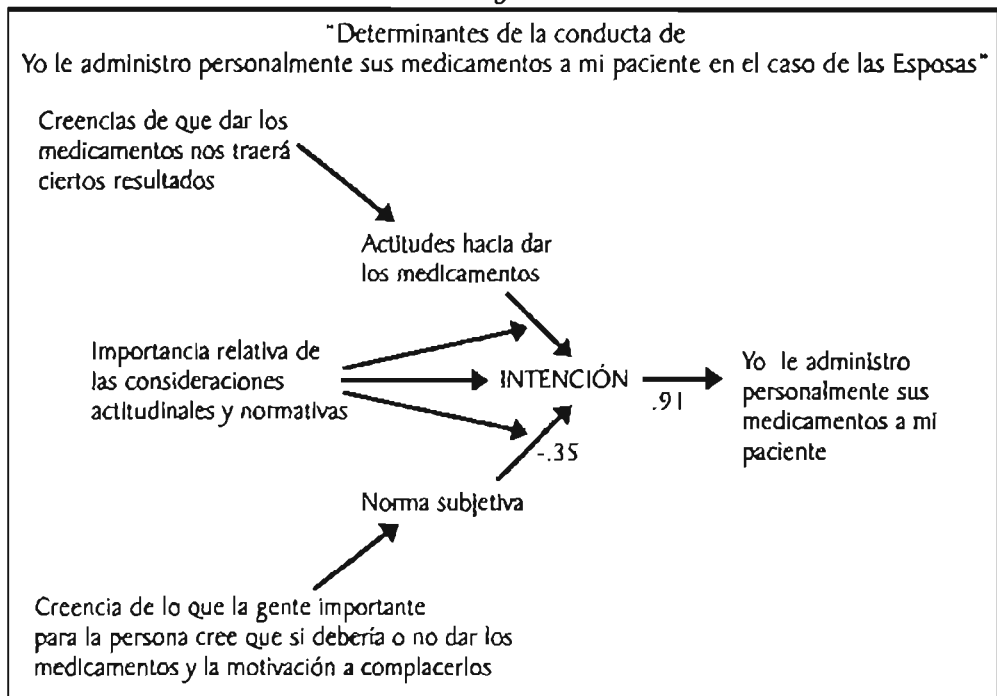 "Determinantes de la conducta de
Yo le administro personalmente sus medicamentos a mi paciente en el caso de las Esposas"
Creencias de que dar los
medicamentos nos traerá
ciertos resultados
Actitudes hacia dar
los medicamentos
Importancia relativa de
las consideraciones
actitudinales y normativas
INTENCIÓN
.91
Yo le administro
personalmente sus
medicamentos a mi
paciente
-.35
Norma subjetiva
Creencia de lo que la gente importante
para la persona cree que si debería o no dar los
medicamentos y la motivación a complacerlos